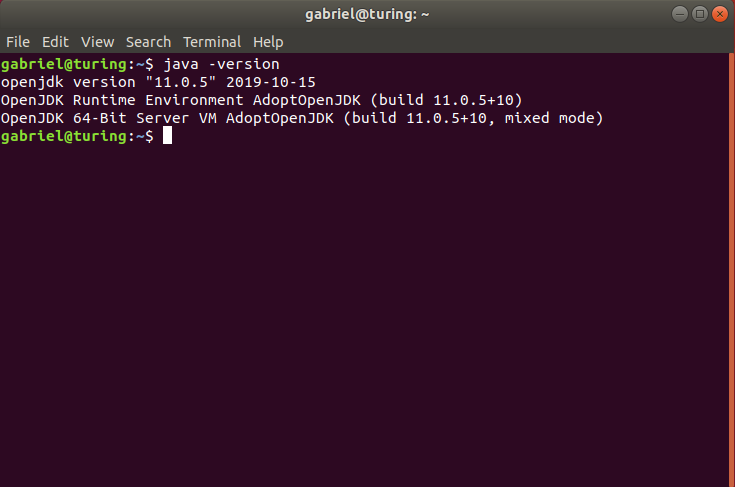 gabriel@turing: ~
File Edit View Search Terminal Help
gabriel@turing:~$ java -version
openjdk version "11.0.5" 2019-10-15
OpenJDK Runtime Environment AdoptOpenJDK (build 11.0.5+10)
OpenJDK 64-Bit Server VM AdoptOpenJDK (build 11.0.5+10, mixed mode)
gabriel@turing:~$